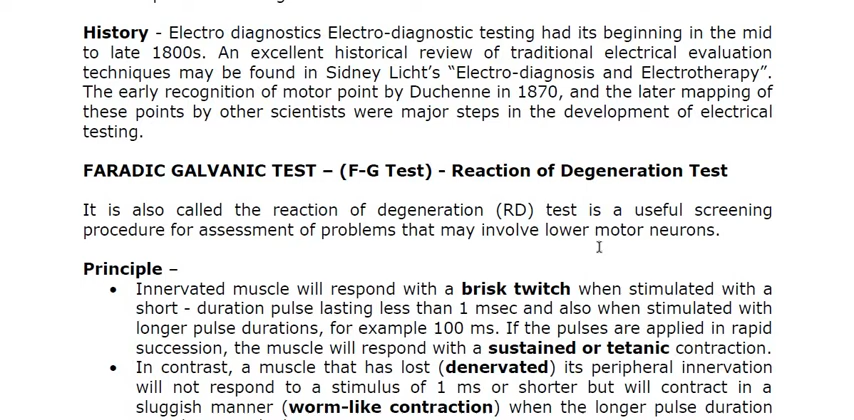 History - Electro diagnostics Electro-diagnostic testing had its beginning in the mid
to late 1800s. An excellent historical review of traditional electrical evaluation
techniques may be found in Sidney Licht's “Electro-diagnosis and Electrotherapy”.
The early recognition of motor point by Duchenne in 1870, and the later mapping of
these points by other scientists were major steps in the development of electrical
testing.
FARADIC GALVANIC TEST – (F-G Test) - Reaction of Degeneration Test
It is also called the reaction of degeneration (RD) test is a useful screening
procedure for assessment of problems that may involve lower motor neurons.
Principle –
• Innervated muscle will respond with a brisk twitch when stimulated with a
short - duration pulse lasting less than 1 msec and also when stimulated with
longer pulse durations, for example 100 ms. If the pulses are applied in rapid
succession, the muscle will respond with a sustained or tetanic contraction.
• In contrast, a muscle that has lost (denervated) its peripheral innervation
will not respond to a stimulus of 1 ms or shorter but will contract in a
sluggish manner (worm-like contraction) when the longer pulse duration